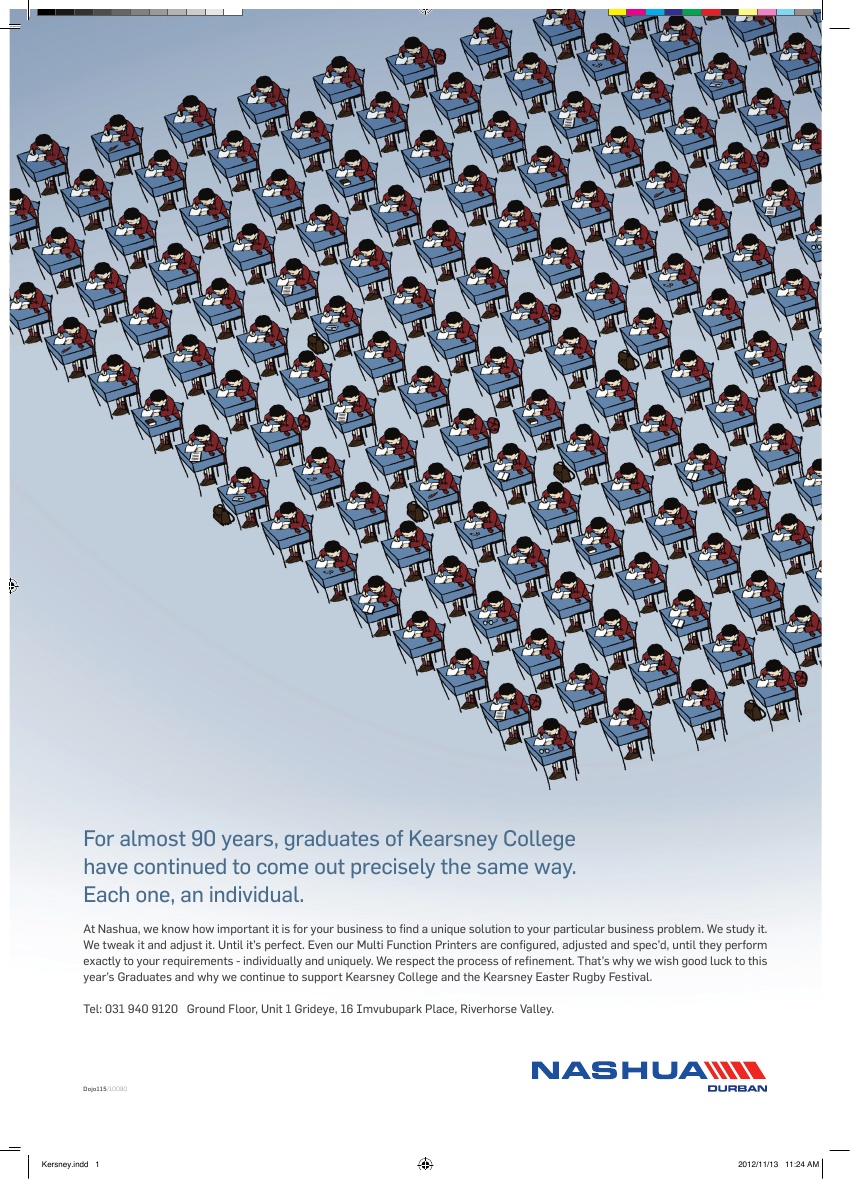 For almost 90 years, graduates of Kearsney College
have continued to come out precisely the same way.
Each one, an individual.
At Nashua, we know how important it is for your business to find a unique solution to your particular business problem. We study it.
We tweak it and adjust it. Until it's perfect. Even our Multi Function Printers are configured, adjusted and spec'd, until they perform
exactly to your requirements - individually and uniquely. We respect the process of refinement. That's why we wish good luck to this
year's Graduates and why we continue to support Kearsney College and the Kearsney Easter Rugby Festival.
Tel: 031 940 9120 Ground Floor, Unit 1 Grideye, 16 Imvubupark Place, Riverhorse Valley.
NASHUA
DURBAN
Dojo115/10080
Kersney.indd 1
2012/11/13 11:24 AM